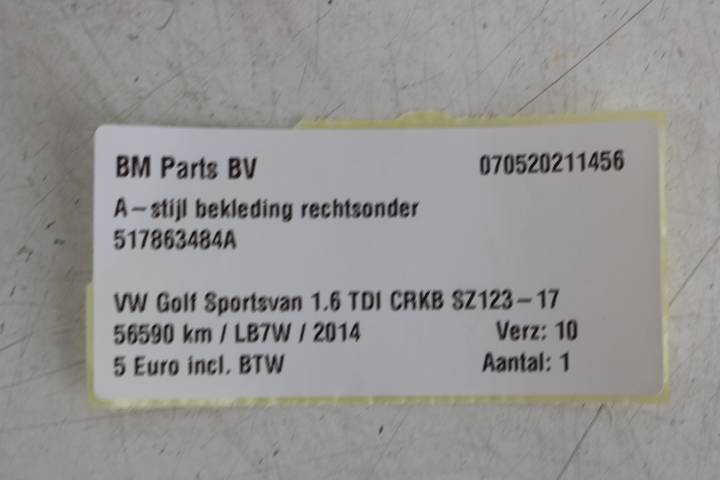 BM Parts BV 070520211456
A-stijl bekleding rechtsonder
517863484A
VW Golf Sportsvan 1.6 TDI CRKB SZ123-17
56590 km / LB7W / 2014 Verz: 10
5 Euro incl. BTW Aantal: 1